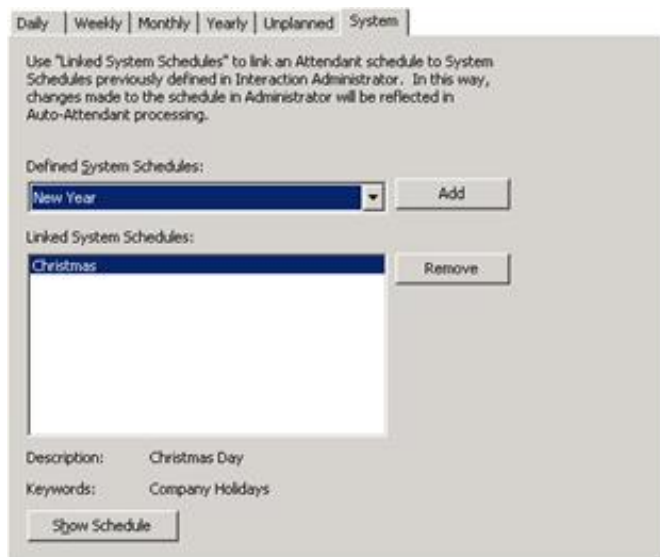 Daily Weekly Monthly Yearly Unplanned System
Use "Linked System Schedules" to link an Attendant schedule to System
Schedules previously defined in Interaction Administrator. In this way,
changes made to the schedule in Administrator will be reflected in
Auto-Attendant processing.
Defined System Schedules:
New Year Add
Linked System Schedules:
Christmas Remove
Description: Christmas Day
Keywords: Company Holidays
Show Schedule